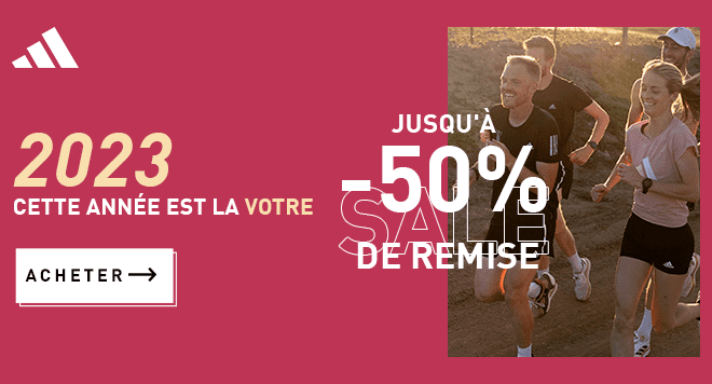 2023
CETTE ANNÉE EST LA VOTRE
ACHETER
JUSQU'À
-50%
SALE
DE REMISE